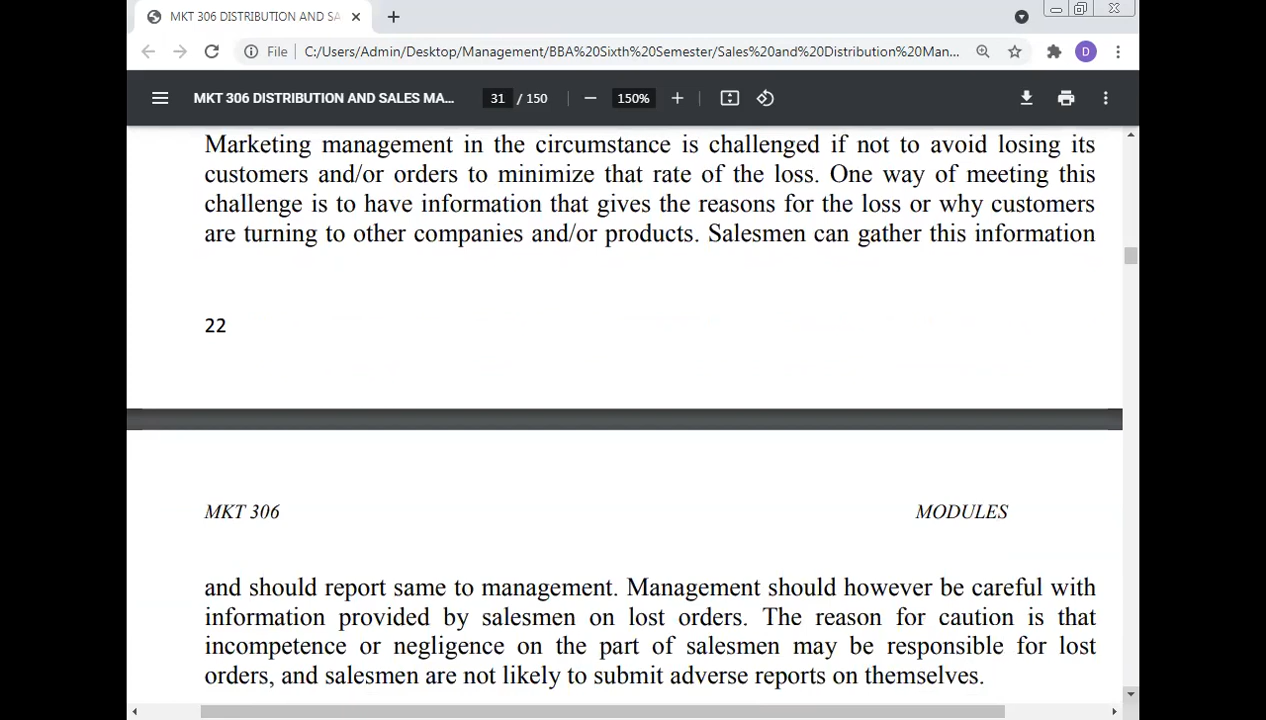 MKT 306 DISTRIBUTION AND SA
File C:/Users/Admin/Desktop/Management/BBA%20Sixth%20Semester/Sales%20and%20Distribution%20Man...
D
MKT 306 DISTRIBUTION AND SALES MA... 31 / 150 − 150% +
Marketing management in the circumstance is challenged if not to avoid losing its
customers and/or orders to minimize that rate of the loss. One way of meeting this
challenge is to have information that gives the reasons for the loss or why customers
are turning to other companies and/or products. Salesmen can gather this information
22
MKT 306 MODULES
and should report same to management. Management should however be careful with
information provided by salesmen on lost orders. The reason for caution is that
incompetence or negligence on the part of salesmen may be responsible for lost
orders, and salesmen are not likely to submit adverse reports on themselves.